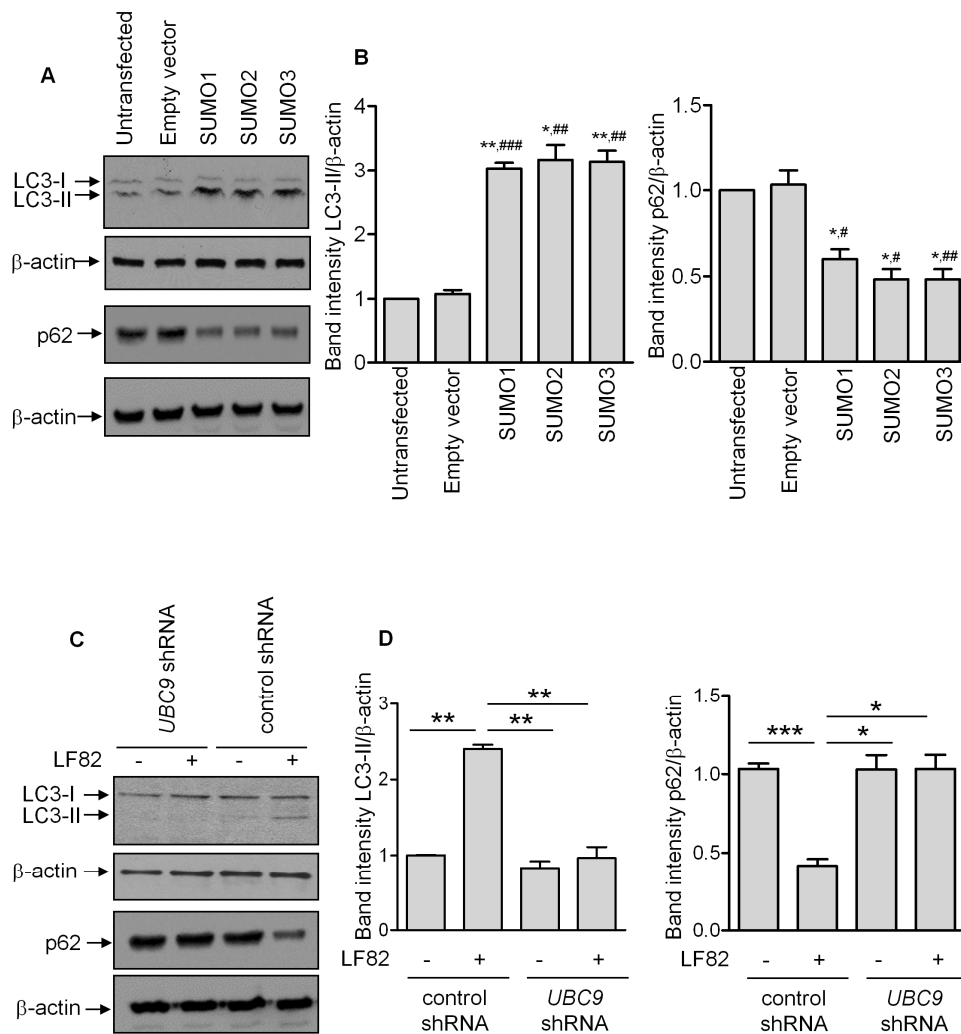 A
Untransfected
Empty vector
SUMO1
SUMO2
SUMO3
LC3-I
LC3-II
β-actin
p62
β-actin
B
Band intensity LC3-II/β-actin
4
3
2
1
0
**,###
*,##
**,##
Untransfected
Empty vector
SUMO1
SUMO2
SUMO3
Band intensity p62/β-actin
1.5
1.0
0.5
0.0
*,#
*,#
*,##
Untransfected
Empty vector
SUMO1
SUMO2
SUMO3
C
UBC9 shRNA
control shRNA
LF82 - + - +
LC3-I
LC3-II
β-actin
p62
β-actin
D
Band intensity LC3-II/β-actin
3
2
1
0
**
**
**
LF82 - + - +
control shRNA
UBC9 shRNA
Band intensity p62/β-actin
1.5
1.0
0.5
0.0
***
*
*
LF82 - + - +
control shRNA
UBC9 shRNA